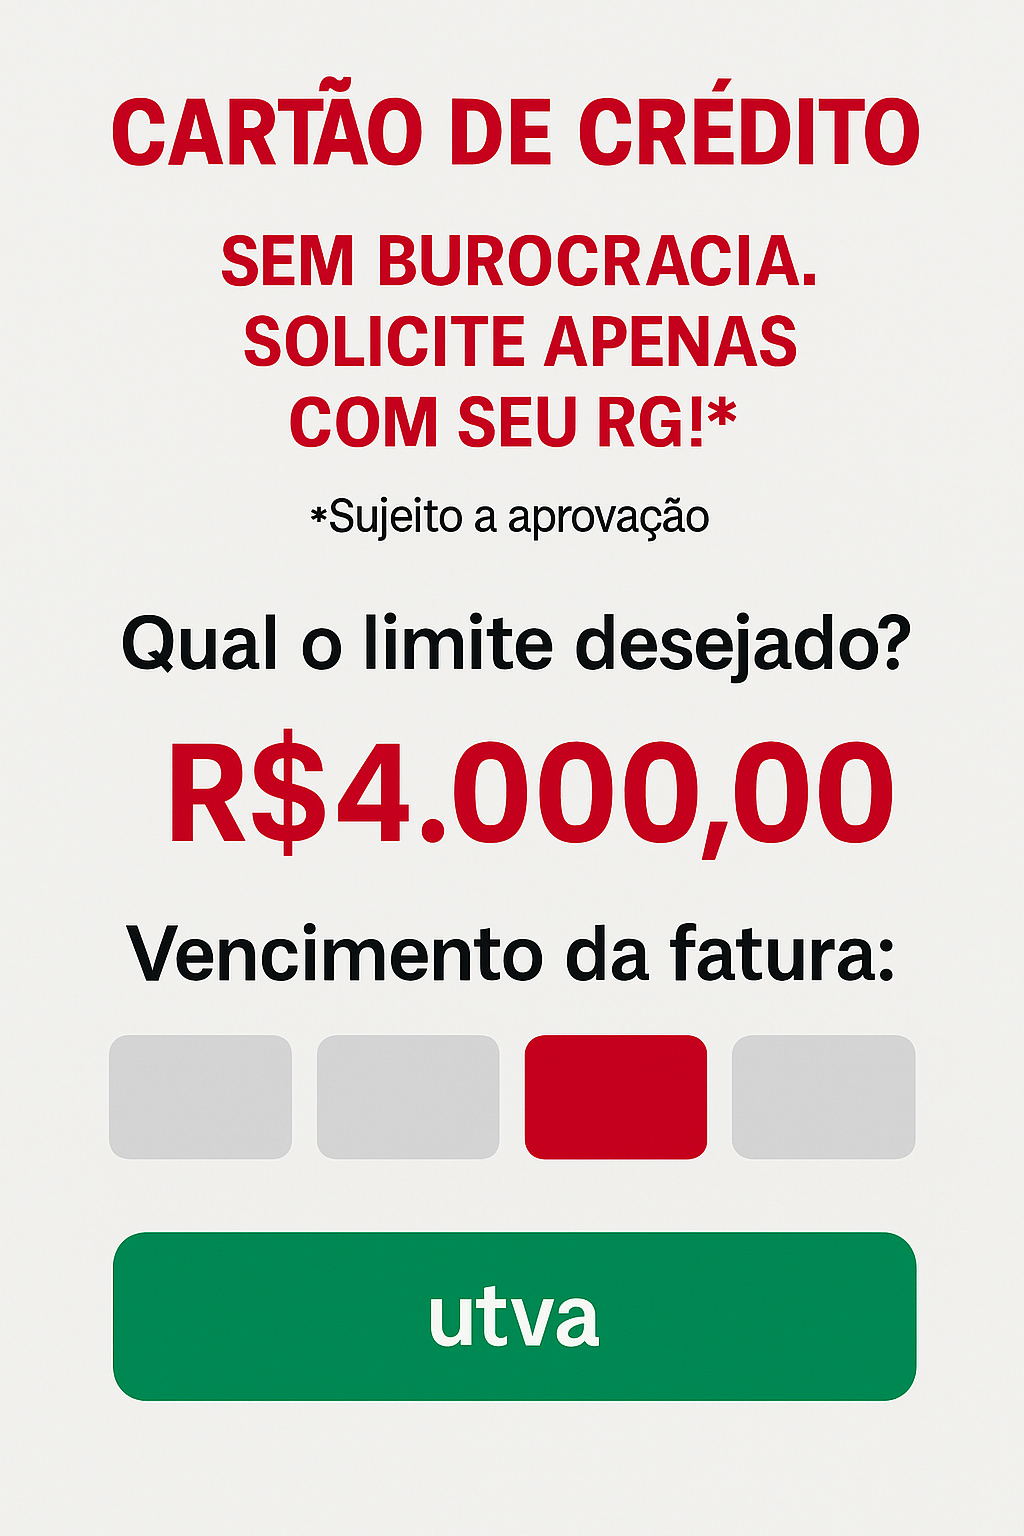 CARTÃO DE CRÉDITO
SEM BUROCRACIA.
SOLICITE APENAS
COM SEU RG!*
*Sujeito a aprovação
Qual o limite desejado?
R$4.000,00
Vencimento da fatura:
utva